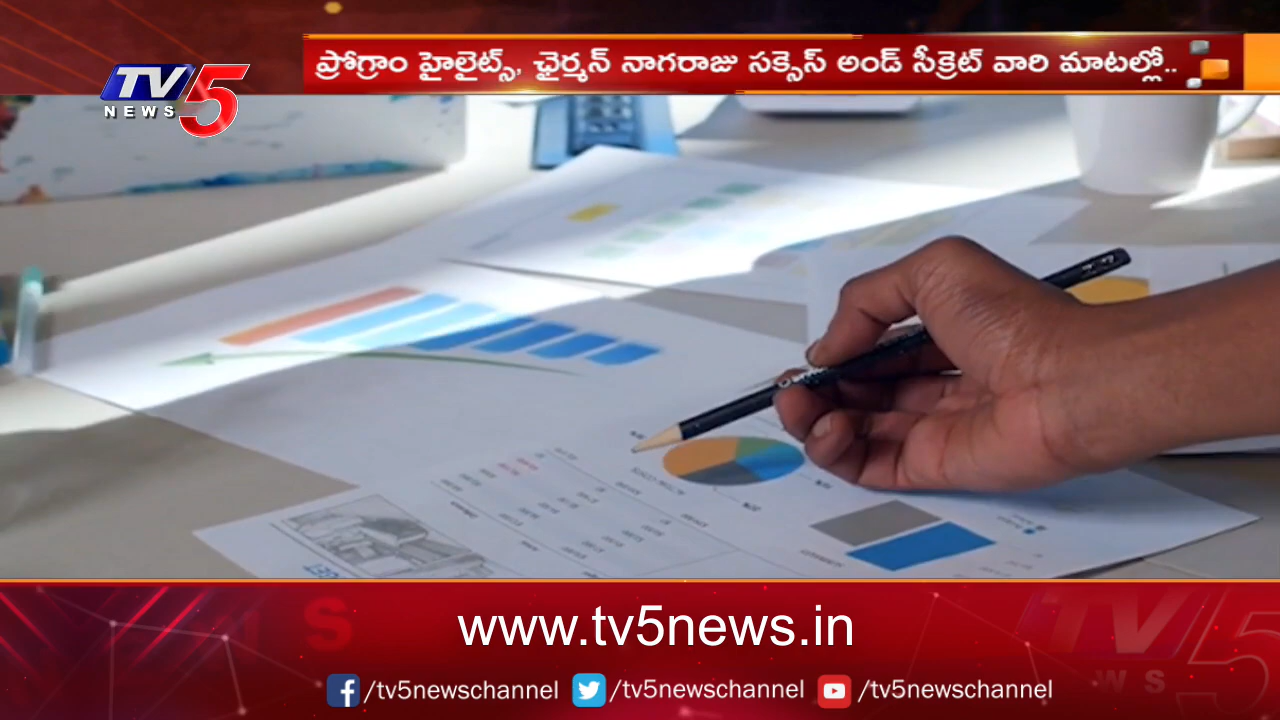 ప్రోగ్రాం హైలైట్స్, ఛైర్మన్ నాగరాజు సక్సెస్ అండ్ సీక్రెట్ వారి మాటల్లో..
TV5
NEWS
www.tv5news.in
/tv5newschannel /tv5newschannel /tv5newschannel